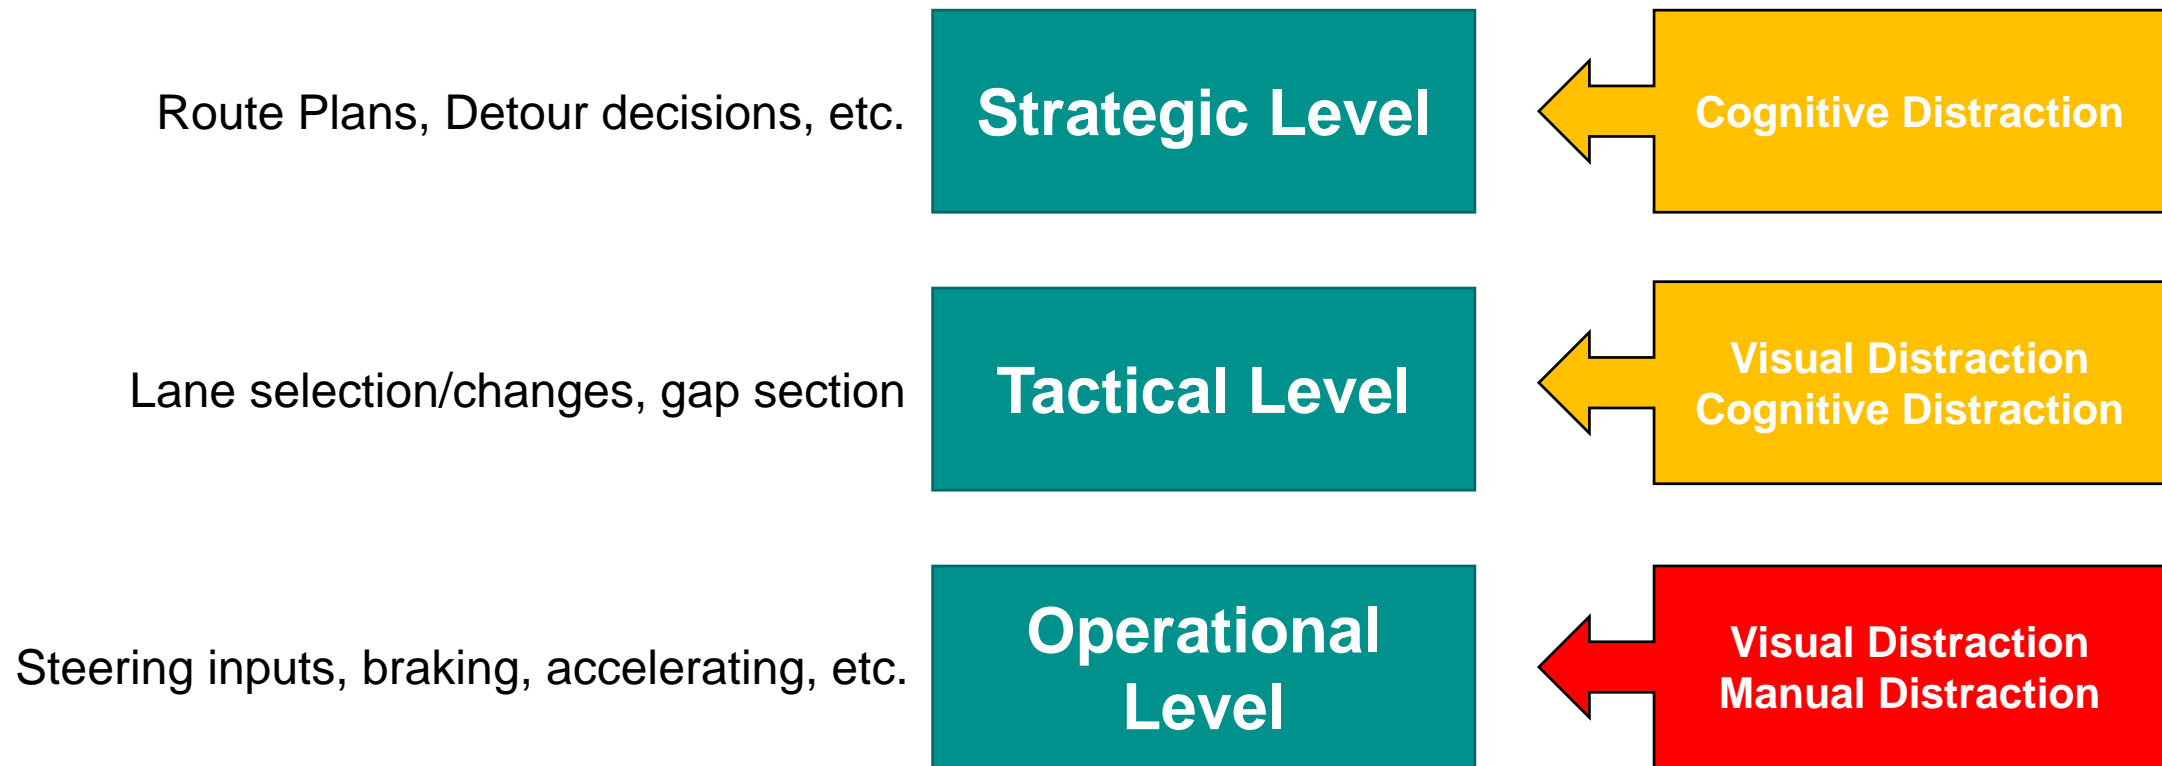 Route Plans, Detour decisions, etc.
Strategic Level
Cognitive Distraction
Lane selection/changes, gap section
Tactical Level
Visual Distraction
Cognitive Distraction
Steering inputs, braking, accelerating, etc.
Operational
Level
Visual Distraction
Manual Distraction